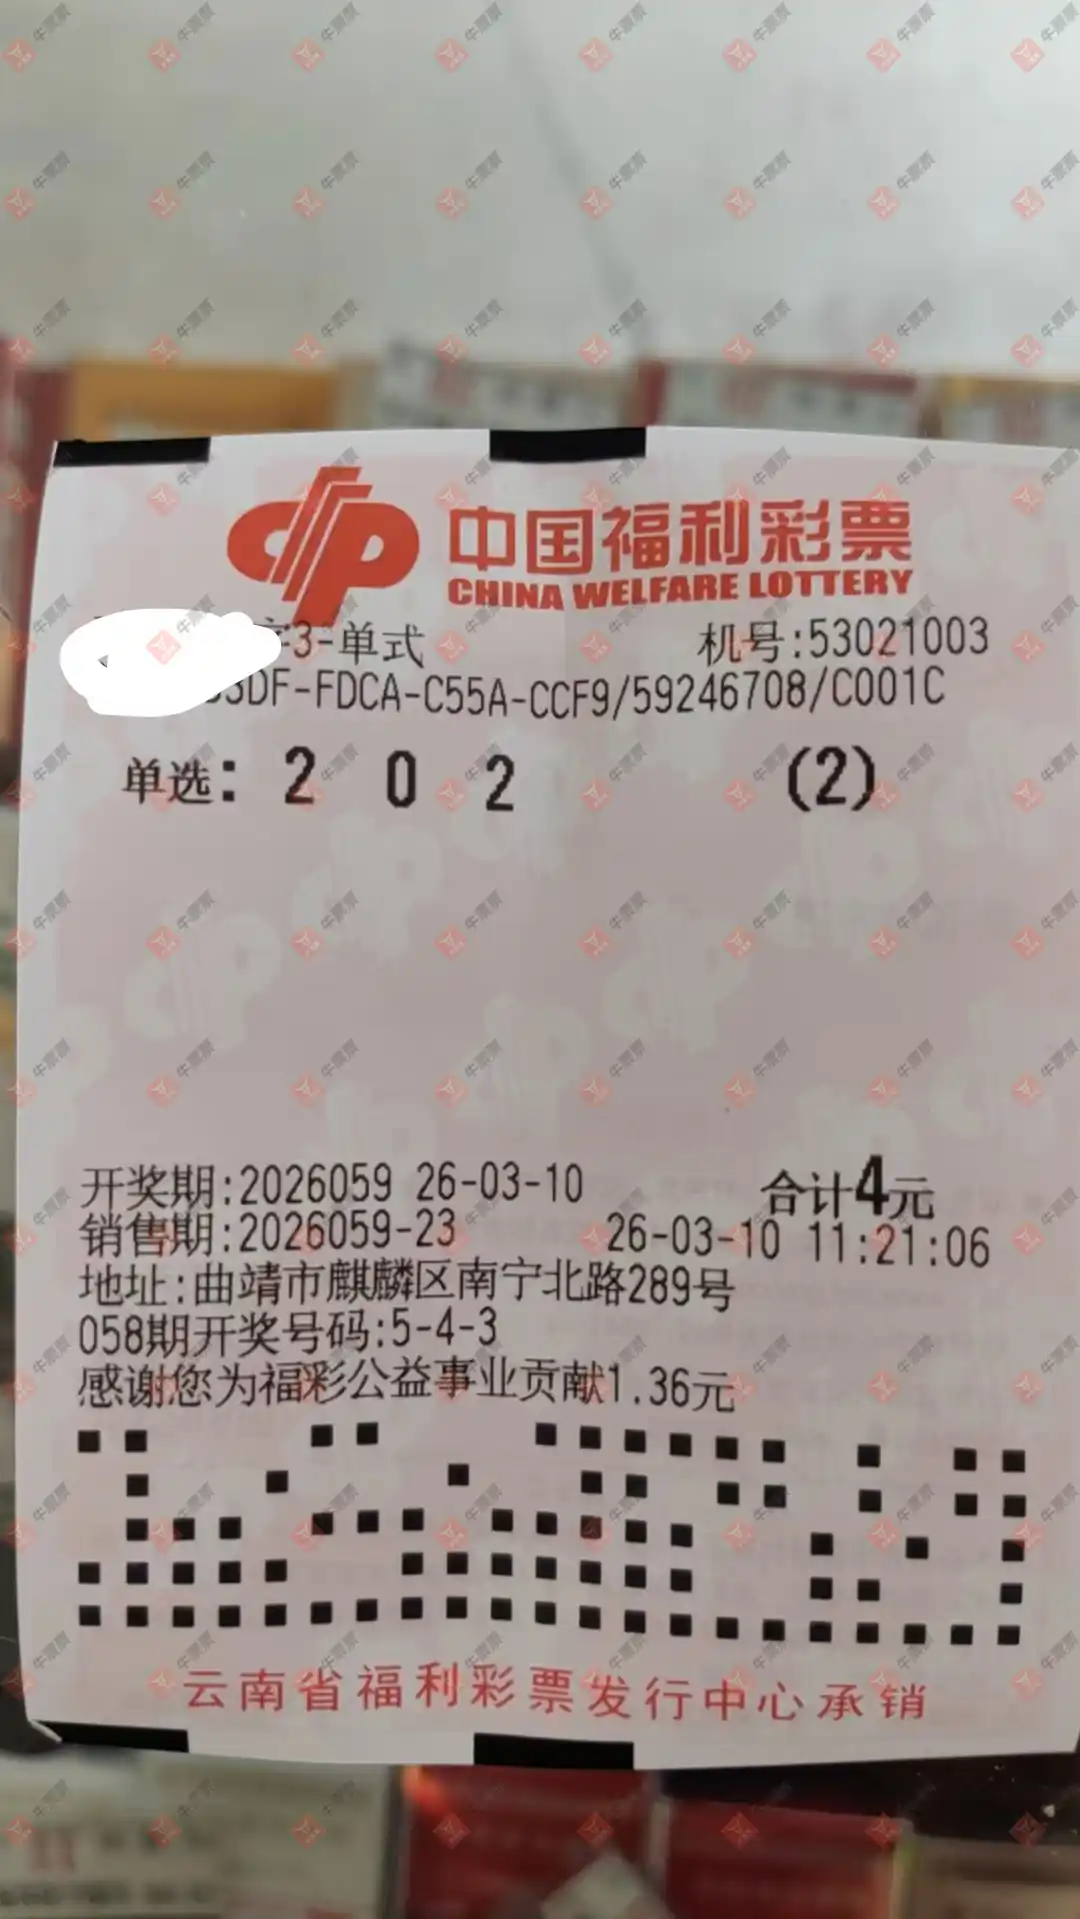 中国福利彩票
CHINA WELFARE LOTTERY
字3-单式 机号:53021003
3DF-FDCA-C55A-CCF9/59246708/C001C
单选: 2 0 2 (2)
开奖期:2026059 26-03-10 合计4元
销售期:2026059-23 26-03-10 11:21:06
地址:曲靖市麒麟区南宁北路289号
058期开奖号码:5-4-3
感谢您为福彩公益事业贡献1.36元
云南省福利彩票发行中心承销
牛票票